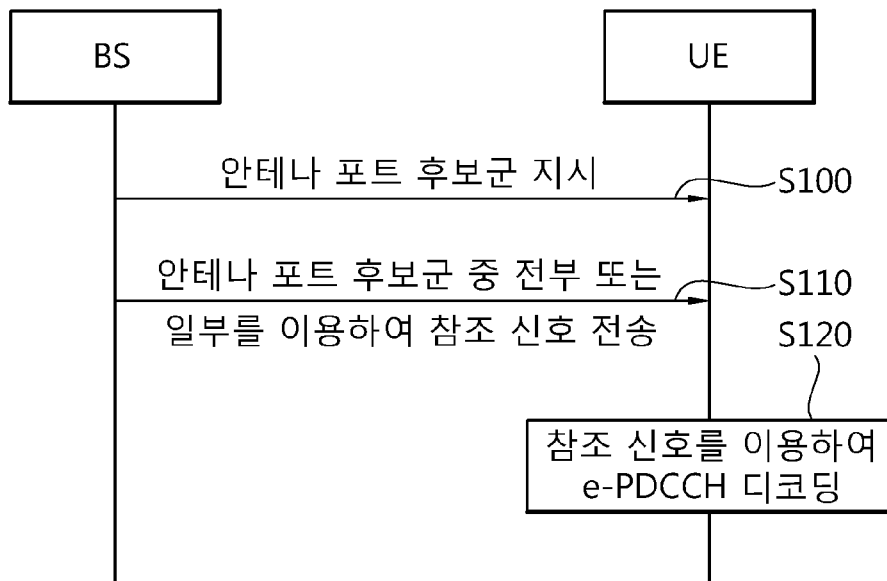 BS
UE
안테나 포트 후보군 지시
S100
안테나 포트 후보군 중 전부 또는
S110
일부를 이용하여 참조 신호 전송
S120
참조 신호를 이용하여
e-PDCCH 디코딩